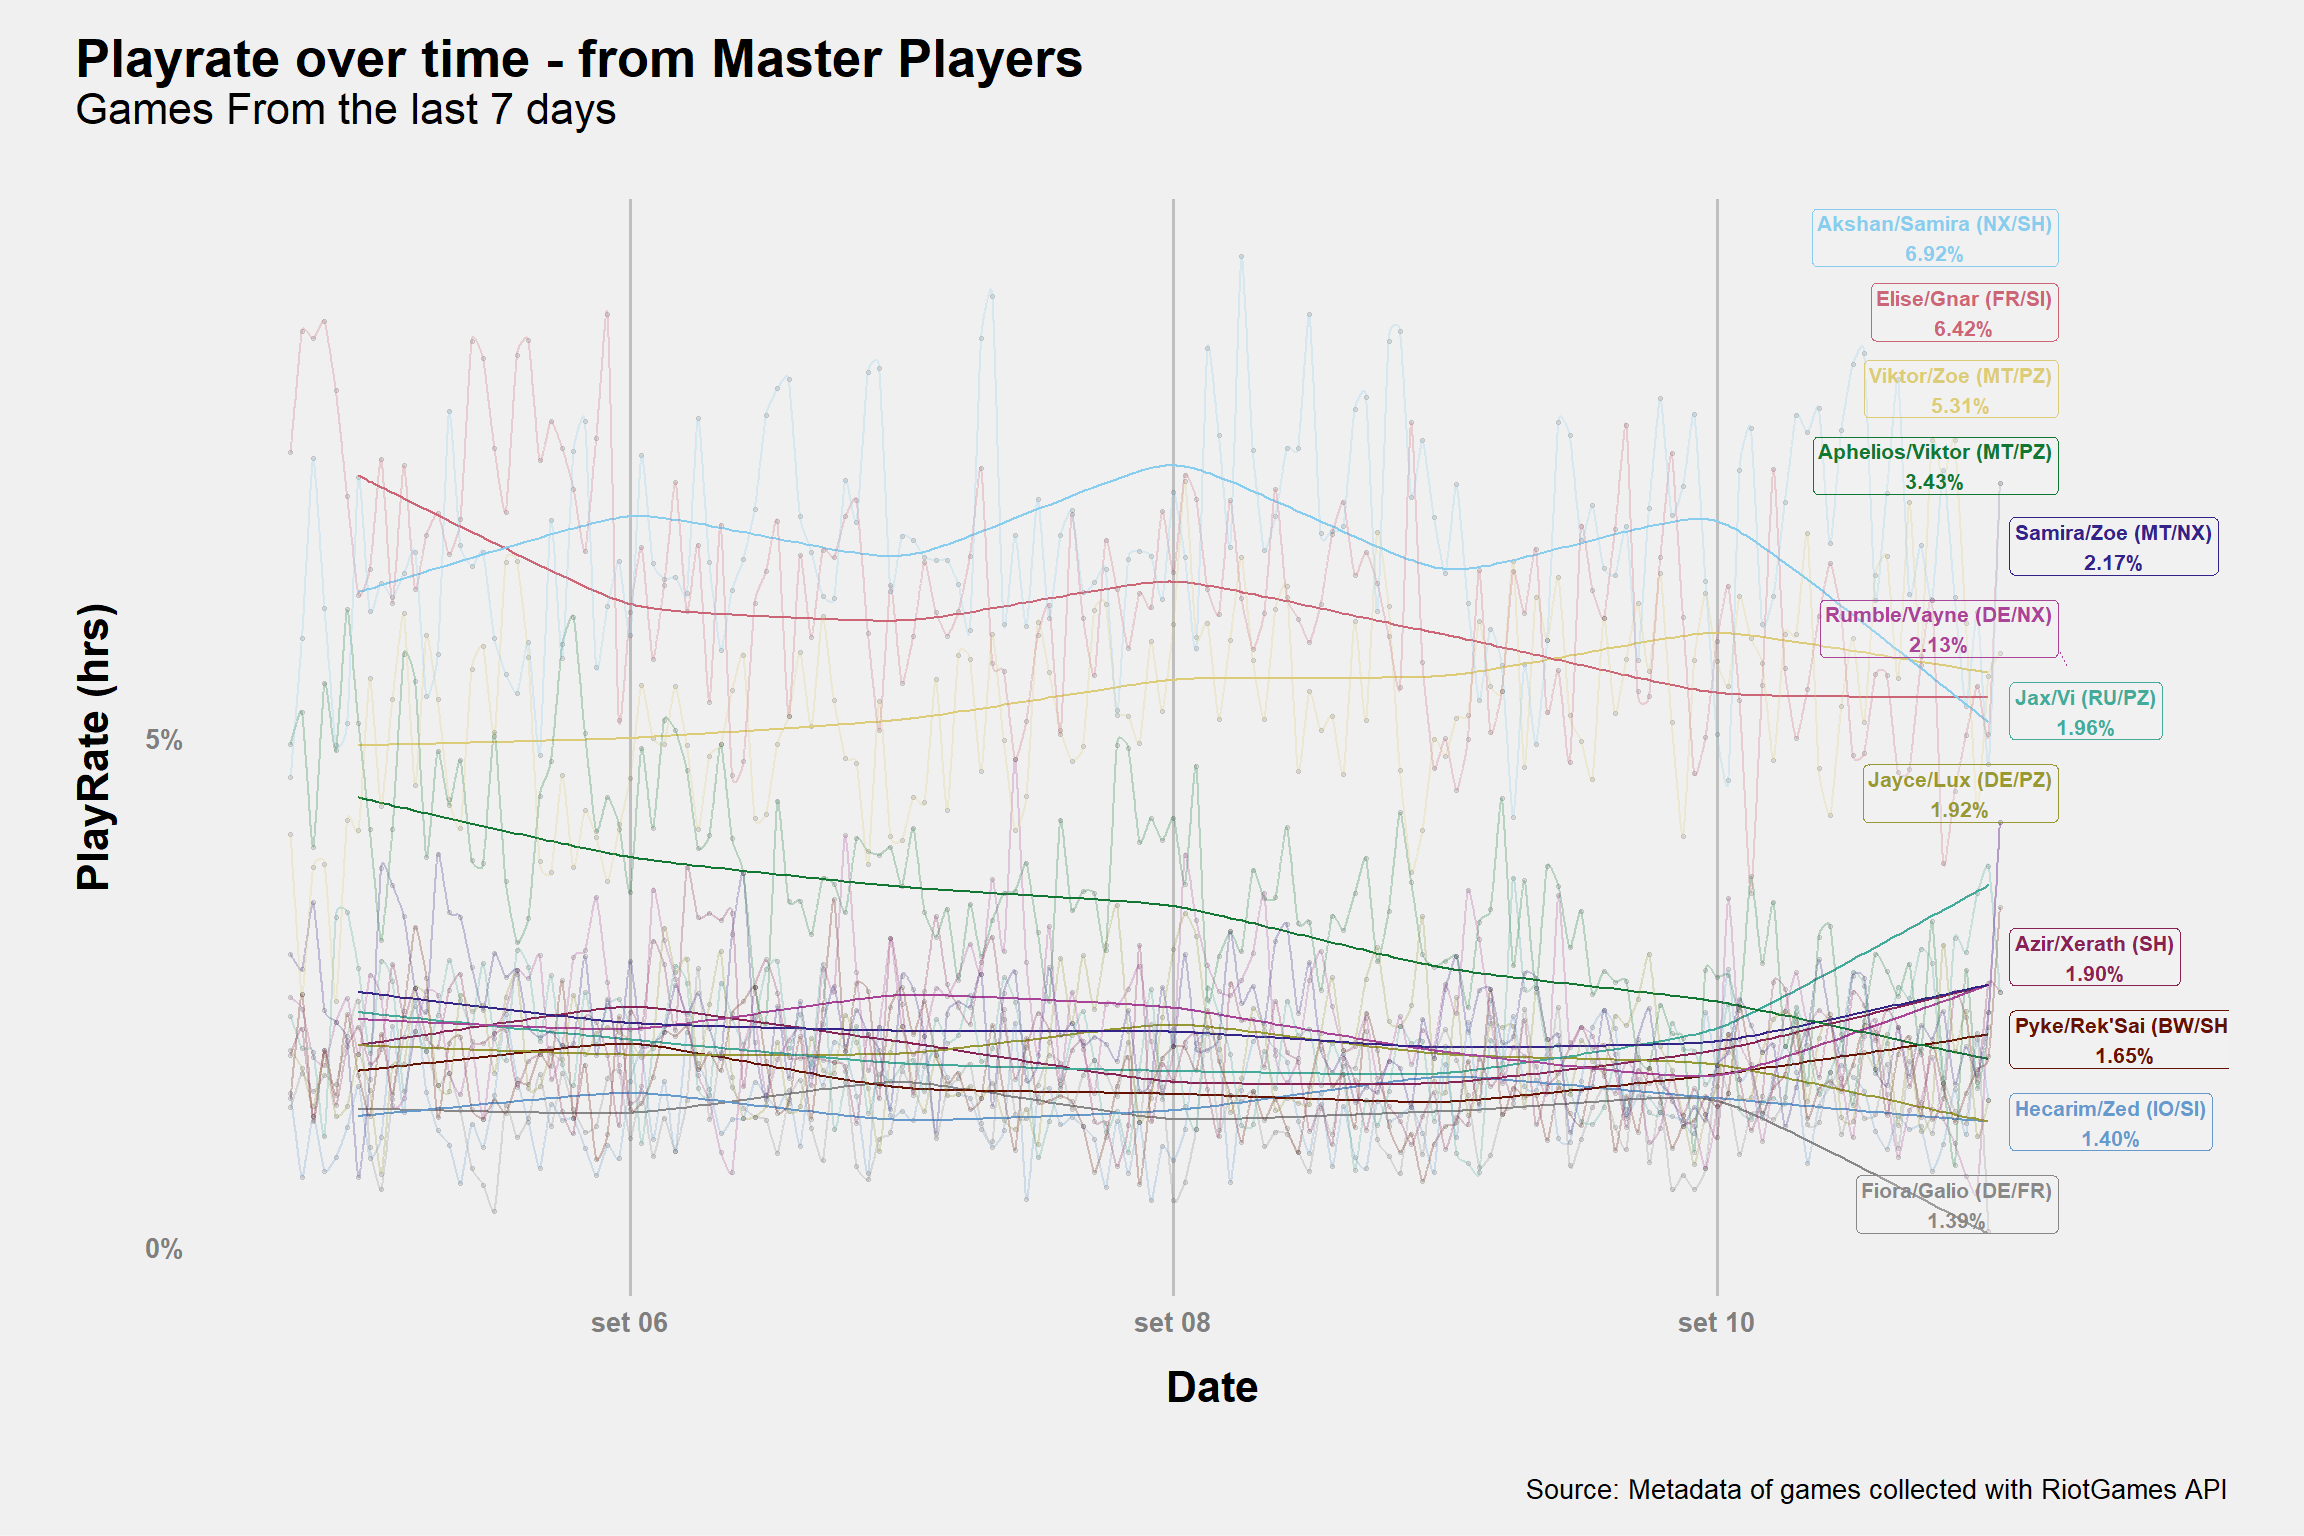 Playrate over time - from Master Players
Games From the last 7 days
Akshan/Samira (NX/SH)
6.92%
Elise/Gnar (FR/SI)
6.42%
Viktor/Zoe (MT/PZ)
5.31%
Aphelios/Viktor (MT/PZ)
3.43%
Samira/Zoe (MT/NX)
2.17%
Rumble/Vayne (DE/NX)
2.13%
Jax/Vi (RU/PZ)
1.96%
Jayce/Lux (DE/PZ)
1.92%
Azir/Xerath (SH)
1.90%
Pyke/Rek'Sai (BW/SH
1.65%
Hecarim/Zed (IO/SI)
1.40%
Fiora/Galio (DE/FR)
1.39%
PlayRate (hrs)
5%
0%
set 06
set 08
set 10
Date
Source: Metadata of games collected with RiotGames API